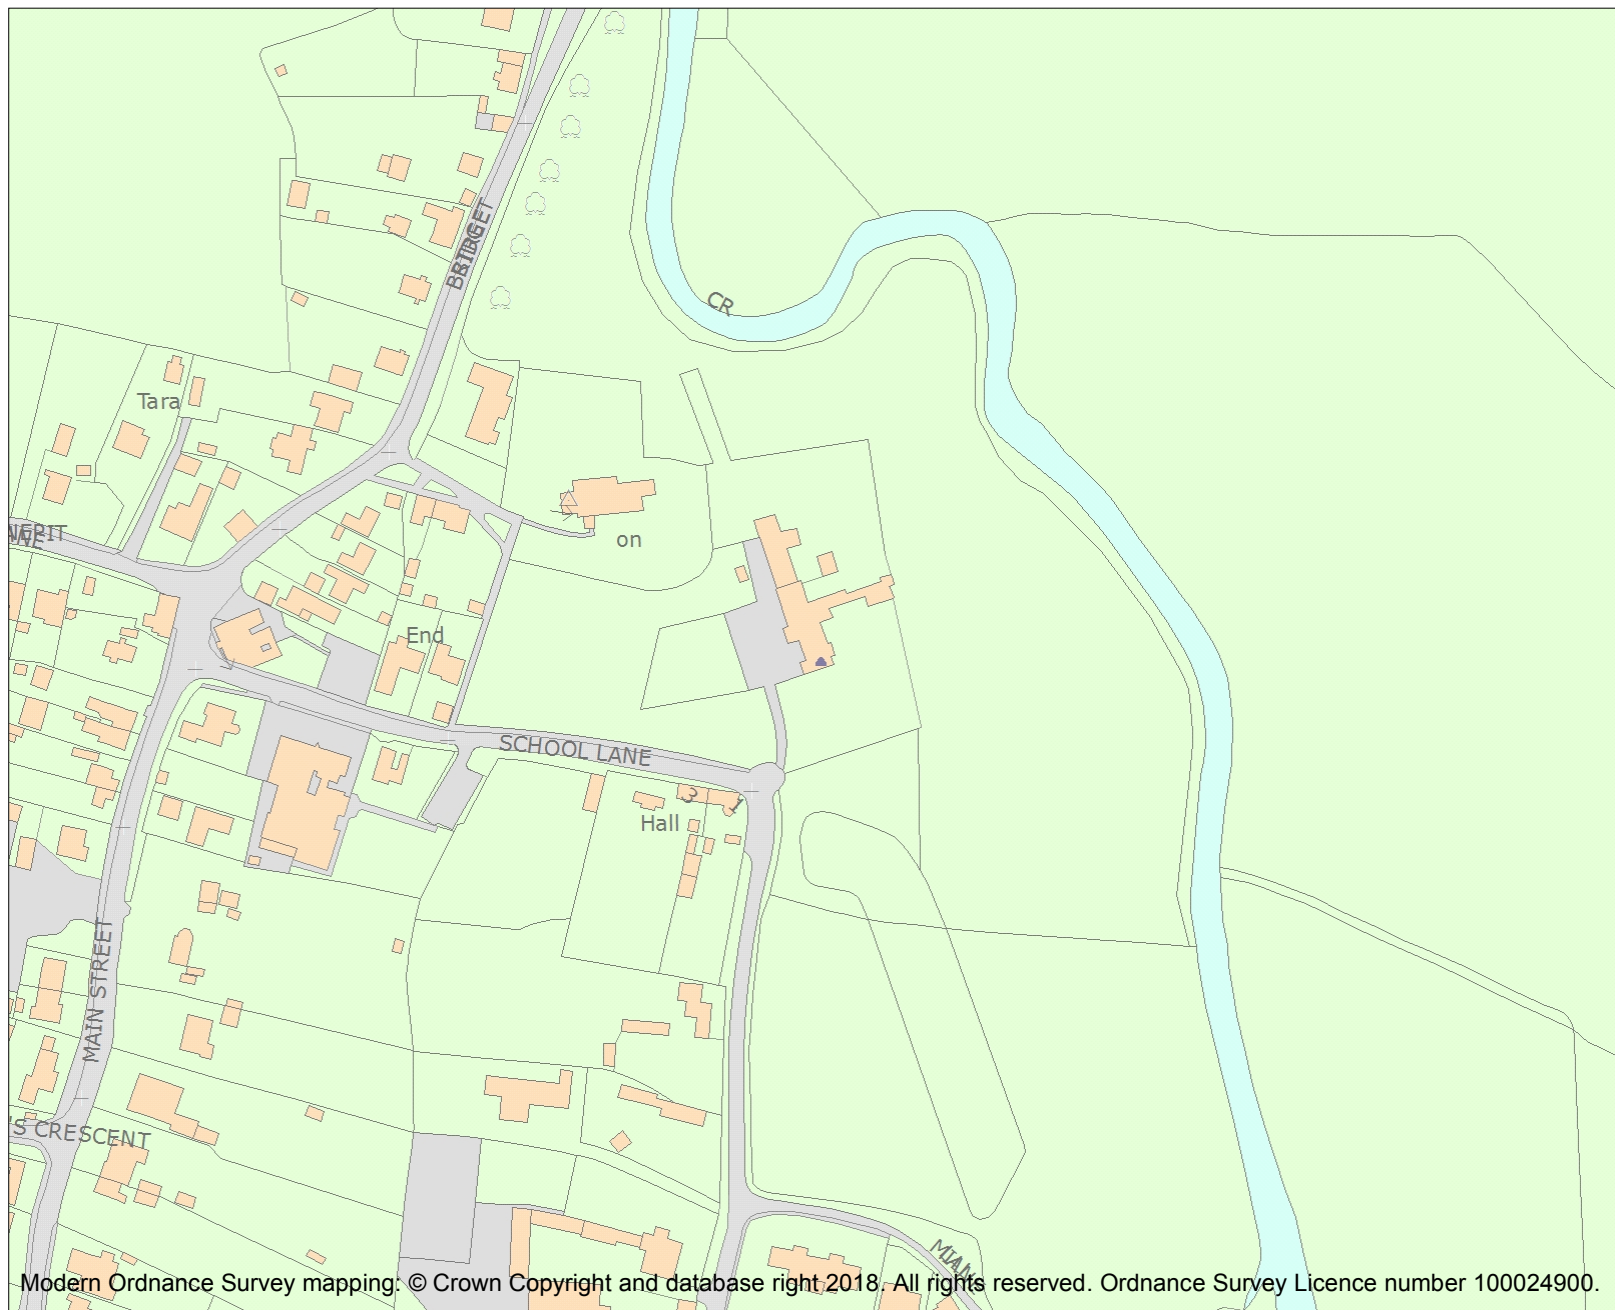 CR
Tara
on
End
SCHOOL LANE
3
1
Hall
MAIN STREET
'S CRESCENT
Modern Ordnance Survey mapping: © Crown Copyright and database right 2018. All rights reserved. Ordnance Survey Licence number 100024900.